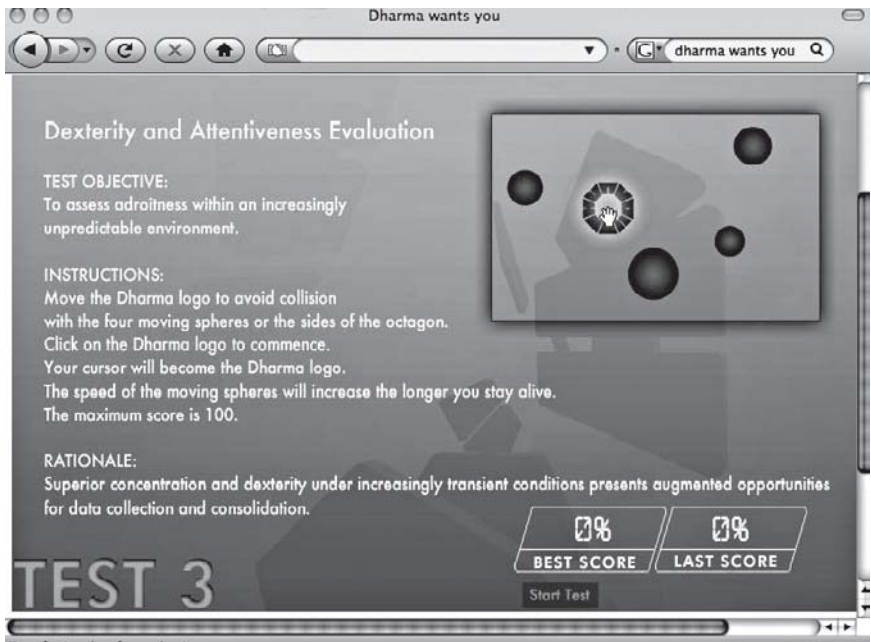 Dharma wants you
dharma wants you
Dexterity and Attentiveness Evaluation
TEST OBJECTIVE:
To assess adroitness within an increasingly
unpredictable environment.
INSTRUCTIONS:
Move the Dharma logo to avoid collision
with the four moving spheres or the sides of the octagon.
Click on the Dharma logo to commence.
Your cursor will become the Dharma logo.
The speed of the moving spheres will increase the longer you stay alive.
The maximum score is 100.
RATIONALE:
Superior concentration and dexterity under increasingly transient conditions presents augmented opportunities
for data collection and consolidation.
0% 0%
BEST SCORE LAST SCORE
TEST 3
Start Test